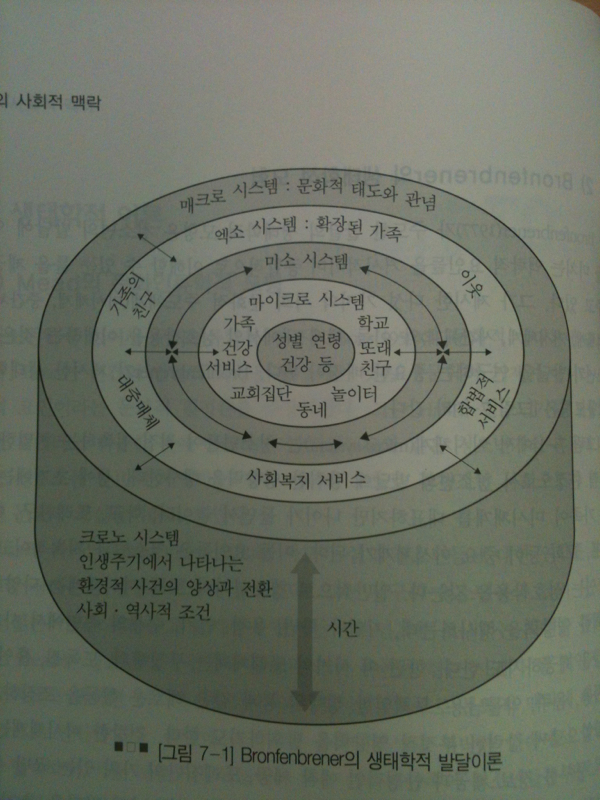 의 사회적 맥락
매크로 시스템 : 문화적 태도와 관념
엑소 시스템 : 화장된 가족
미소 시스템
마이크로 시스템
가족의
친구
이웃
가족
건강
서비스
성별 연령
건강 등
학교
또래
친구
교회집단
놀이터
동네
대중매체
합법적
서비스
사회복지 서비스
크로노 시스템
인생주기에서 나타나는
환경적 사건의 양상과 전환
사회 · 역사적 조건
시간
[그림 7-1] Bronfenbrener의 생태학적 발달이론